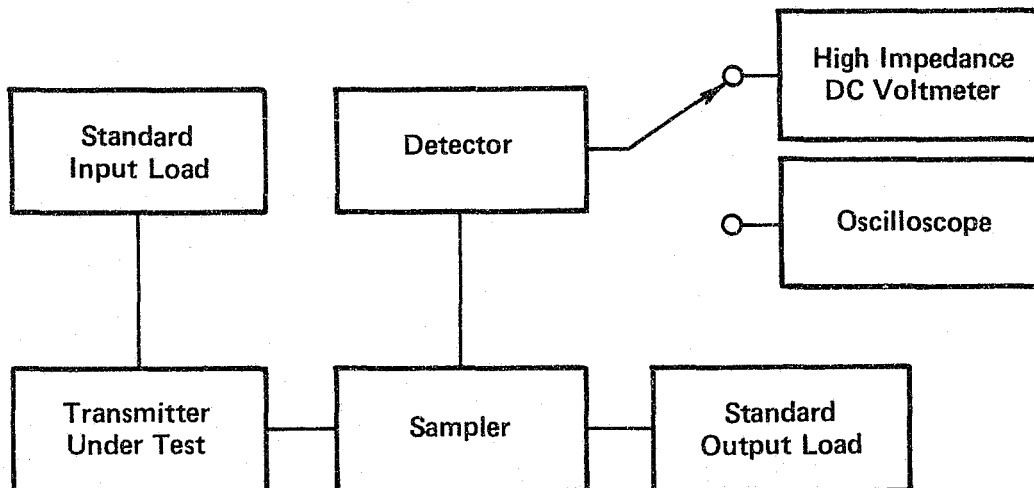 High Impedance
DC Voltmeter
Standard
Input Load
Detector
Oscilloscope
Transmitter
Under Test
Sampler
Standard
Output Load